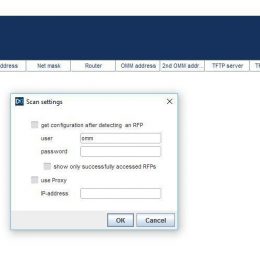 ddress Net mask Router OMM address 2nd OMM addr... TFTP server TF
Scan settings
get configuration after detecting an RFP
user omm
password
show only successfully accessed RFPs
use Proxy
IP-address
OK Cancel